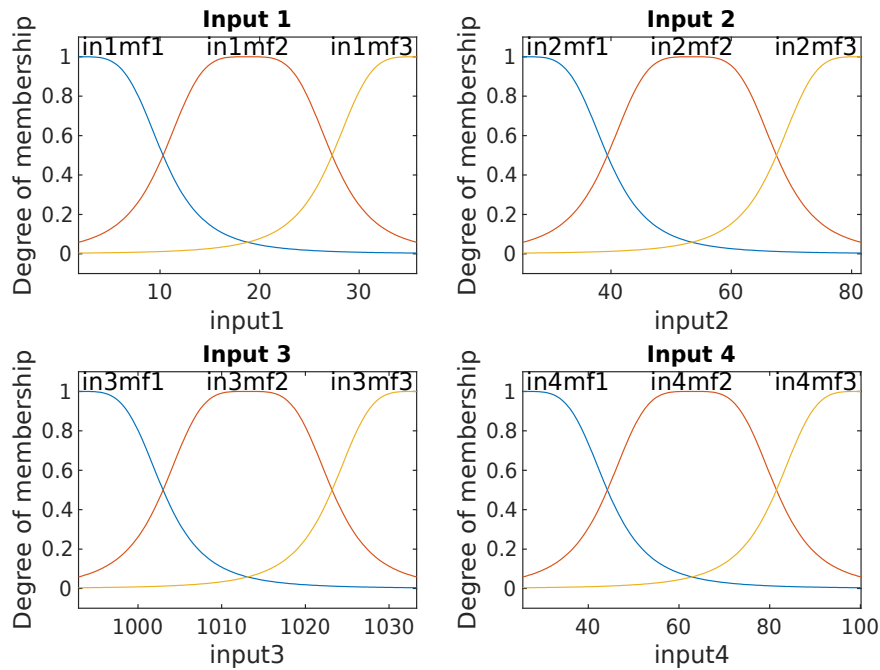 Input 1
in1mf1 in1mf2 in1mf3
Degree of membership
1
0.8
0.6
0.4
0.2
0
10 20 30
input1
Input 2
in2mf1 in2mf2 in2mf3
Degree of membership
1
0.8
0.6
0.4
0.2
0
40 60 80
input2
Input 3
in3mf1 in3mf2 in3mf3
Degree of membership
1
0.8
0.6
0.4
0.2
0
1000 1010 1020 1030
input3
Input 4
in4mf1 in4mf2 in4mf3
Degree of membership
1
0.8
0.6
0.4
0.2
0
40 60 80 100
input4